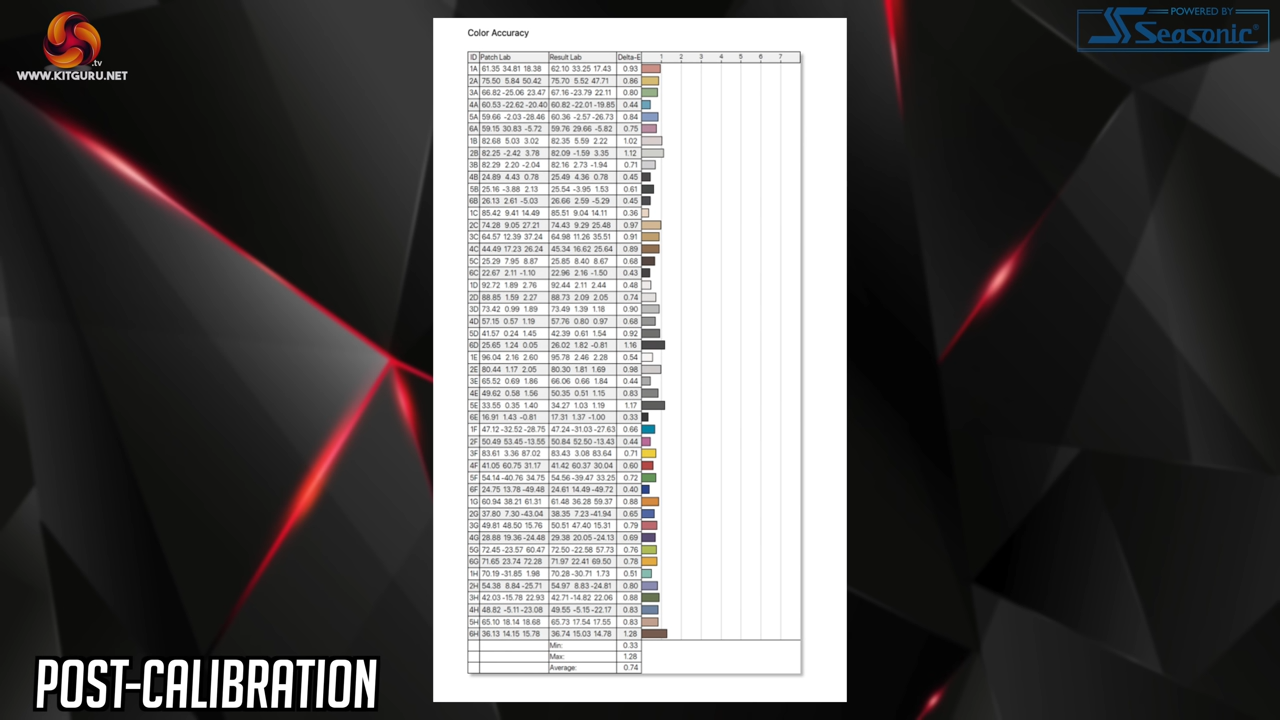 Color Accuracy
POWERED BY
Seasonic
.tv
WWW.KITGURU.NET
ID Patch Lab Result Lab Delta-E 1 2 3 4 5 6 7
1A 61.35 34.81 18.38 62.10 33.25 17.43 0.93
2A 75.50 5.84 50.42 75.70 5.52 47.71 0.86
3A 66.82 -25.06 23.47 67.16 -23.79 22.11 0.80
4A 60.53 -22.62 -20.40 60.82 -22.01 -19.85 0.44
5A 59.66 -2.03 -28.46 60.36 -2.57 -26.73 0.84
6A 59.15 30.83 -5.72 59.76 29.66 -5.82 0.75
1B 82.68 5.03 3.02 82.35 5.59 2.22 1.02
2B 82.25 -2.42 3.78 82.09 -1.59 3.35 1.12
3B 82.29 2.20 -2.04 82.16 2.73 -1.94 0.71
4B 24.89 4.43 0.78 25.49 4.36 0.78 0.45
5B 25.16 -3.88 2.13 25.54 -3.95 1.53 0.61
6B 26.13 2.61 -5.03 26.66 2.59 -5.29 0.45
1C 85.42 9.41 14.49 85.51 9.04 14.11 0.36
2C 74.28 9.05 27.21 74.43 9.29 25.48 0.97
3C 64.57 12.39 37.24 64.98 11.26 35.51 0.91
4C 44.49 17.23 26.24 45.34 16.62 25.64 0.89
5C 25.29 7.95 8.87 25.85 8.40 8.67 0.68
6C 22.67 2.11 -1.10 22.96 2.16 -1.50 0.43
1D 92.72 1.89 2.76 92.44 2.11 2.44 0.48
2D 88.85 1.59 2.27 88.73 2.09 2.05 0.74
3D 73.42 0.99 1.89 73.49 1.39 1.18 0.90
4D 57.15 0.57 1.19 57.76 0.80 0.97 0.68
5D 41.57 0.24 1.45 42.39 0.61 1.54 0.92
6D 25.65 1.24 0.05 26.02 1.82 -0.81 1.16
1E 96.04 2.16 2.60 95.78 2.46 2.28 0.54
2E 80.44 1.17 2.05 80.30 1.81 1.69 0.98
3E 65.52 0.69 1.86 66.06 0.66 1.84 0.44
4E 49.62 0.58 1.56 50.35 0.51 1.15 0.83
5E 33.55 0.35 1.40 34.27 1.03 1.19 1.17
6E 16.91 1.43 -0.81 17.31 1.37 -1.00 0.33
1F 47.12 -32.52 -28.75 47.24 -31.03 -27.63 0.66
2F 50.49 53.45 -13.55 50.84 52.50 -13.43 0.44
3F 83.61 3.36 87.02 83.43 3.08 83.64 0.71
4F 41.05 60.75 31.17 41.42 60.37 30.04 0.60
5F 54.14 -40.76 34.75 54.56 -39.47 33.25 0.72
6F 24.75 13.78 -49.48 24.61 14.49 -49.72 0.40
1G 60.94 38.21 61.31 61.48 36.28 59.37 0.88
2G 37.80 7.30 -43.04 38.35 7.23 -41.94 0.65
3G 49.81 48.50 15.76 50.51 47.40 15.31 0.79
4G 28.88 19.36 -24.48 29.38 20.05 -24.13 0.69
5G 72.45 -23.57 60.47 72.50 -22.58 57.73 0.76
6G 71.65 23.74 72.28 71.97 22.41 69.50 0.78
1H 70.19 -31.85 1.98 70.28 -30.71 1.73 0.51
2H 54.38 8.84 -25.71 54.97 8.83 -24.81 0.80
3H 42.03 -15.78 22.93 42.71 -14.82 22.06 0.88
4H 48.82 -5.11 -23.08 49.55 -5.15 -22.17 0.83
5H 65.10 18.14 18.68 65.73 17.54 17.55 0.83
6H 36.13 14.15 15.78 36.74 15.03 14.78 1.28
Min: 0.33
Max: 1.28
Average: 0.74
POST-CALIBRATION